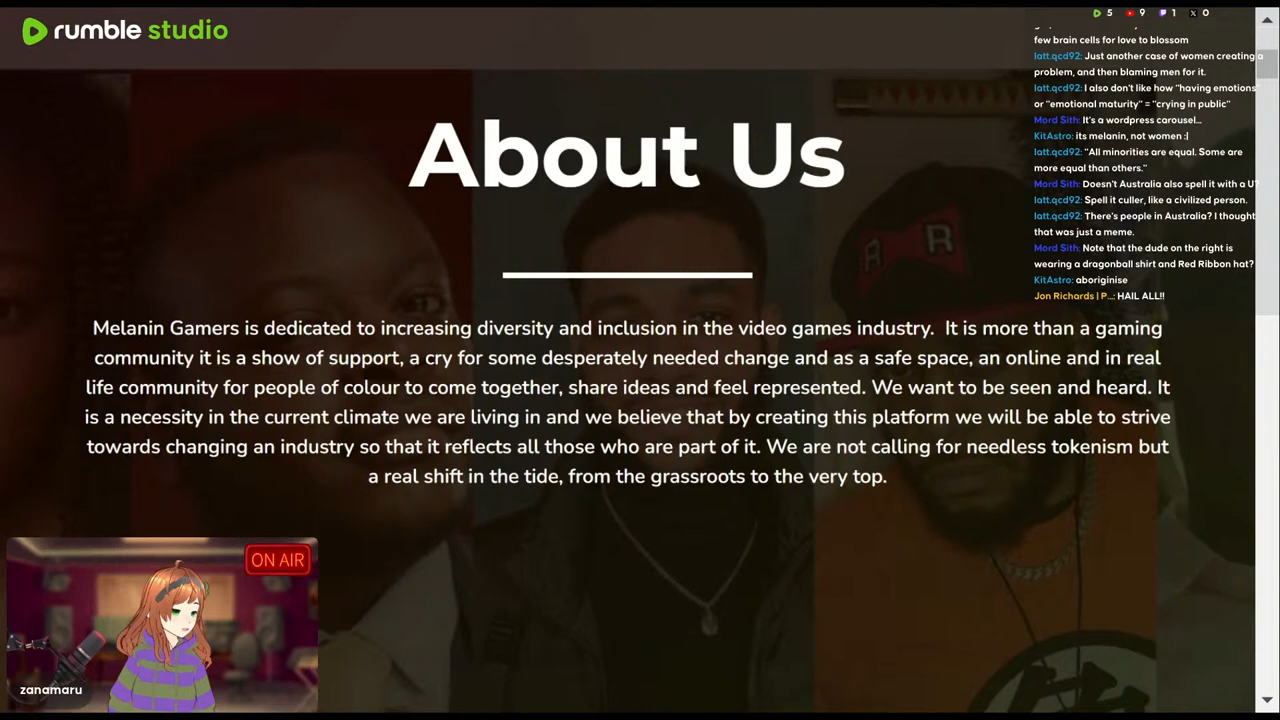 rumble studio
5 9 1 X 0
few brain cells for love to blossom
latt.qcd92: Just another case of women creating a
problem, and then blaming men for it.
latt.qcd92: I also don't like how "having emotions
or "emotional maturity" = "crying in public"
Mord Sith: It's a wordpress carousel...
KitAstro: its melanin, not women :|
latt.qcd92: "All minorities are equal. Some are
more equal than others."
Mord Sith: Doesn't Australia also spell it with a U?
latt.qcd92: Spell it culler, like a civilized person.
latt.qcd92: There's people in Australia? I thought
that was just a meme.
Mord Sith: Note that the dude on the right is
wearing a dragonball shirt and Red Ribbon hat?
KitAstro: aboriginise
Jon Richards | P...: HAIL ALL!!
About Us
R R
Melanin Gamers is dedicated to increasing diversity and inclusion in the video games industry. It is more than a gaming
community it is a show of support, a cry for some desperately needed change and as a safe space, an online and in real
life community for people of colour to come together, share ideas and feel represented. We want to be seen and heard. It
is a necessity in the current climate we are living in and we believe that by creating this platform we will be able to strive
towards changing an industry so that it reflects all those who are part of it. We are not calling for needless tokenism but
a real shift in the tide, from the grassroots to the very top.
ON AIR
zanamaru